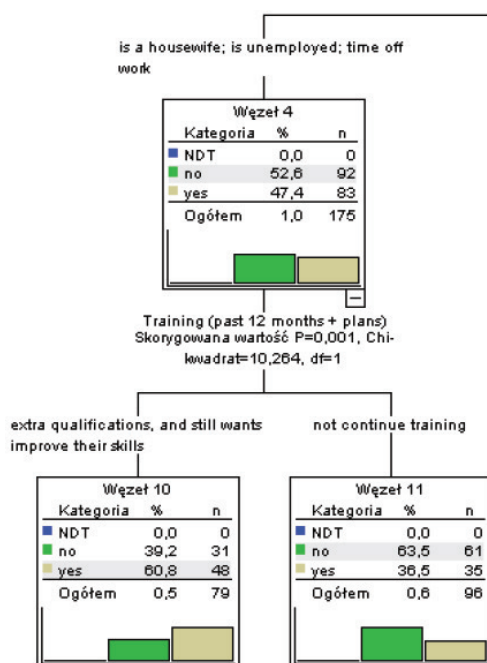 is a housewife; is unemployed; time off
work
Węzeł 4
Kategoria % n
NDT 0,0 0
no 52,6 92
yes 47,4 83
Ogółem 1,0 175
Training (past 12 months + plans)
Skorygowana wartość P=0,001, Chi-
kwadrat=10,264, df=1
extra qualifications, and still wants
improve their skills
not continue training
Węzeł 10
Kategoria % n
NDT 0,0 0
no 39,2 31
yes 60,8 48
Ogółem 0,5 79
Węzeł 11
Kategoria % n
NDT 0,0 0
no 63,5 61
yes 36,5 35
Ogółem 0,6 96